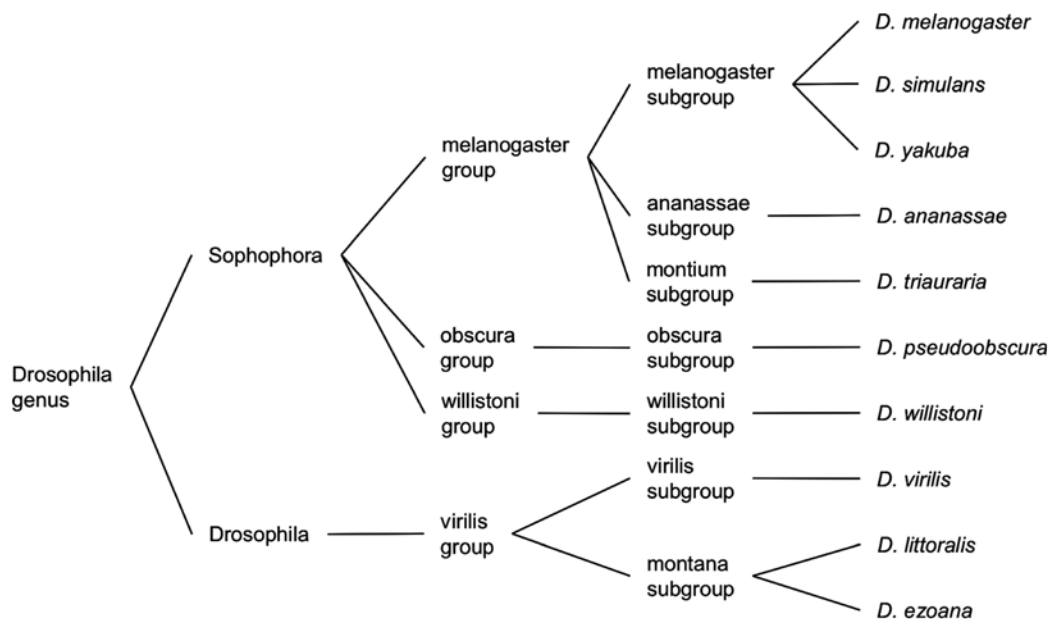 D. melanogaster
melanogaster
subgroup
D. simulans
melanogaster
group
D. yakuba
ananassae
subgroup
D. ananassae
Sophophora
montium
subgroup
D. triauraria
obscura
group
obscura
subgroup
D. pseudoobscura
Drosophila
genus
willistoni
group
willistoni
subgroup
D. willistoni
virilis
subgroup
D. virilis
Drosophila
virilis
group
D. littoralis
montana
subgroup
D. ezoana